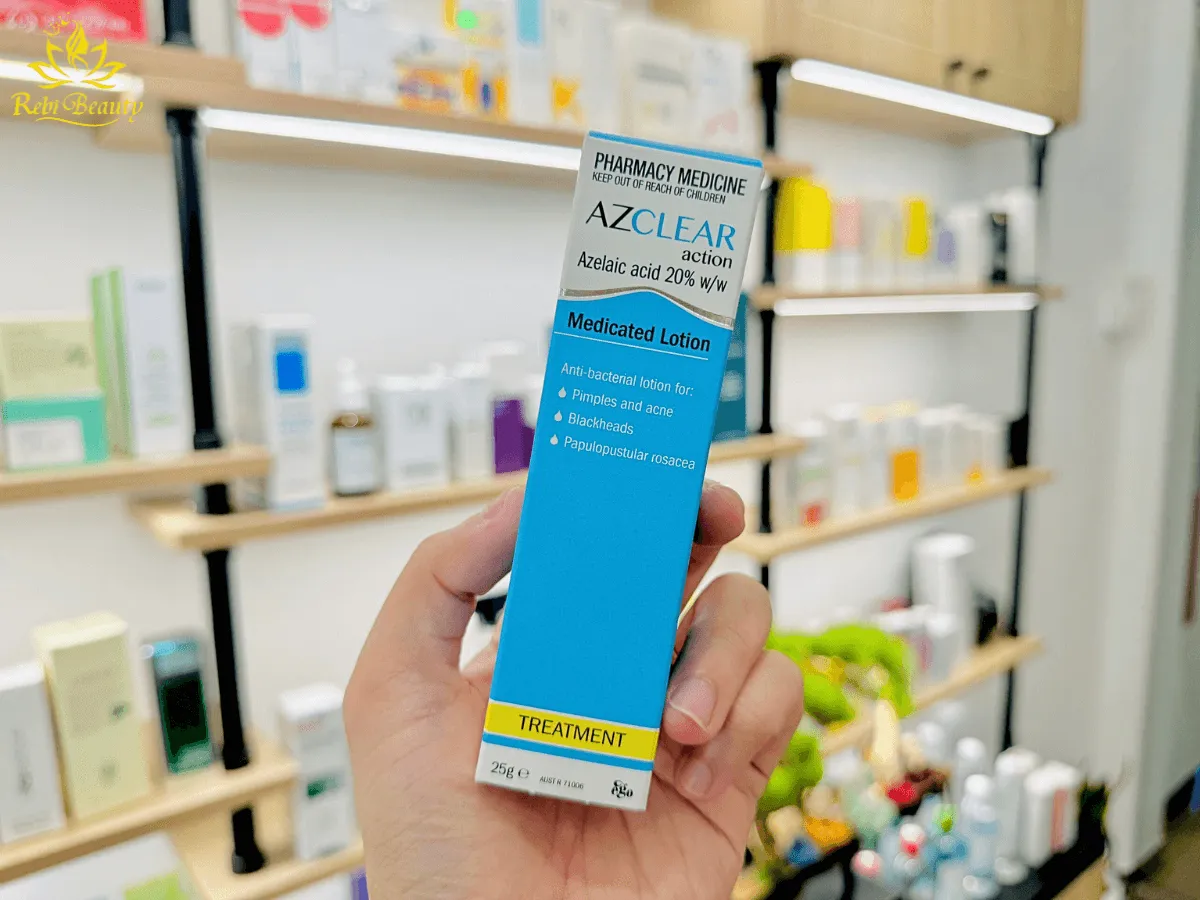 Rebi Beauty
PHARMACY MEDICINE
KEEP OUT OF REACH OF CHILDREN
AZCLEAR
action
Azelaic acid 20% w/w
Medicated Lotion
Anti-bacterial lotion for:
Pimples and acne
Blackheads
Papulopustular rosacea
TREATMENT
25g ℮
AUST R 71006
ego